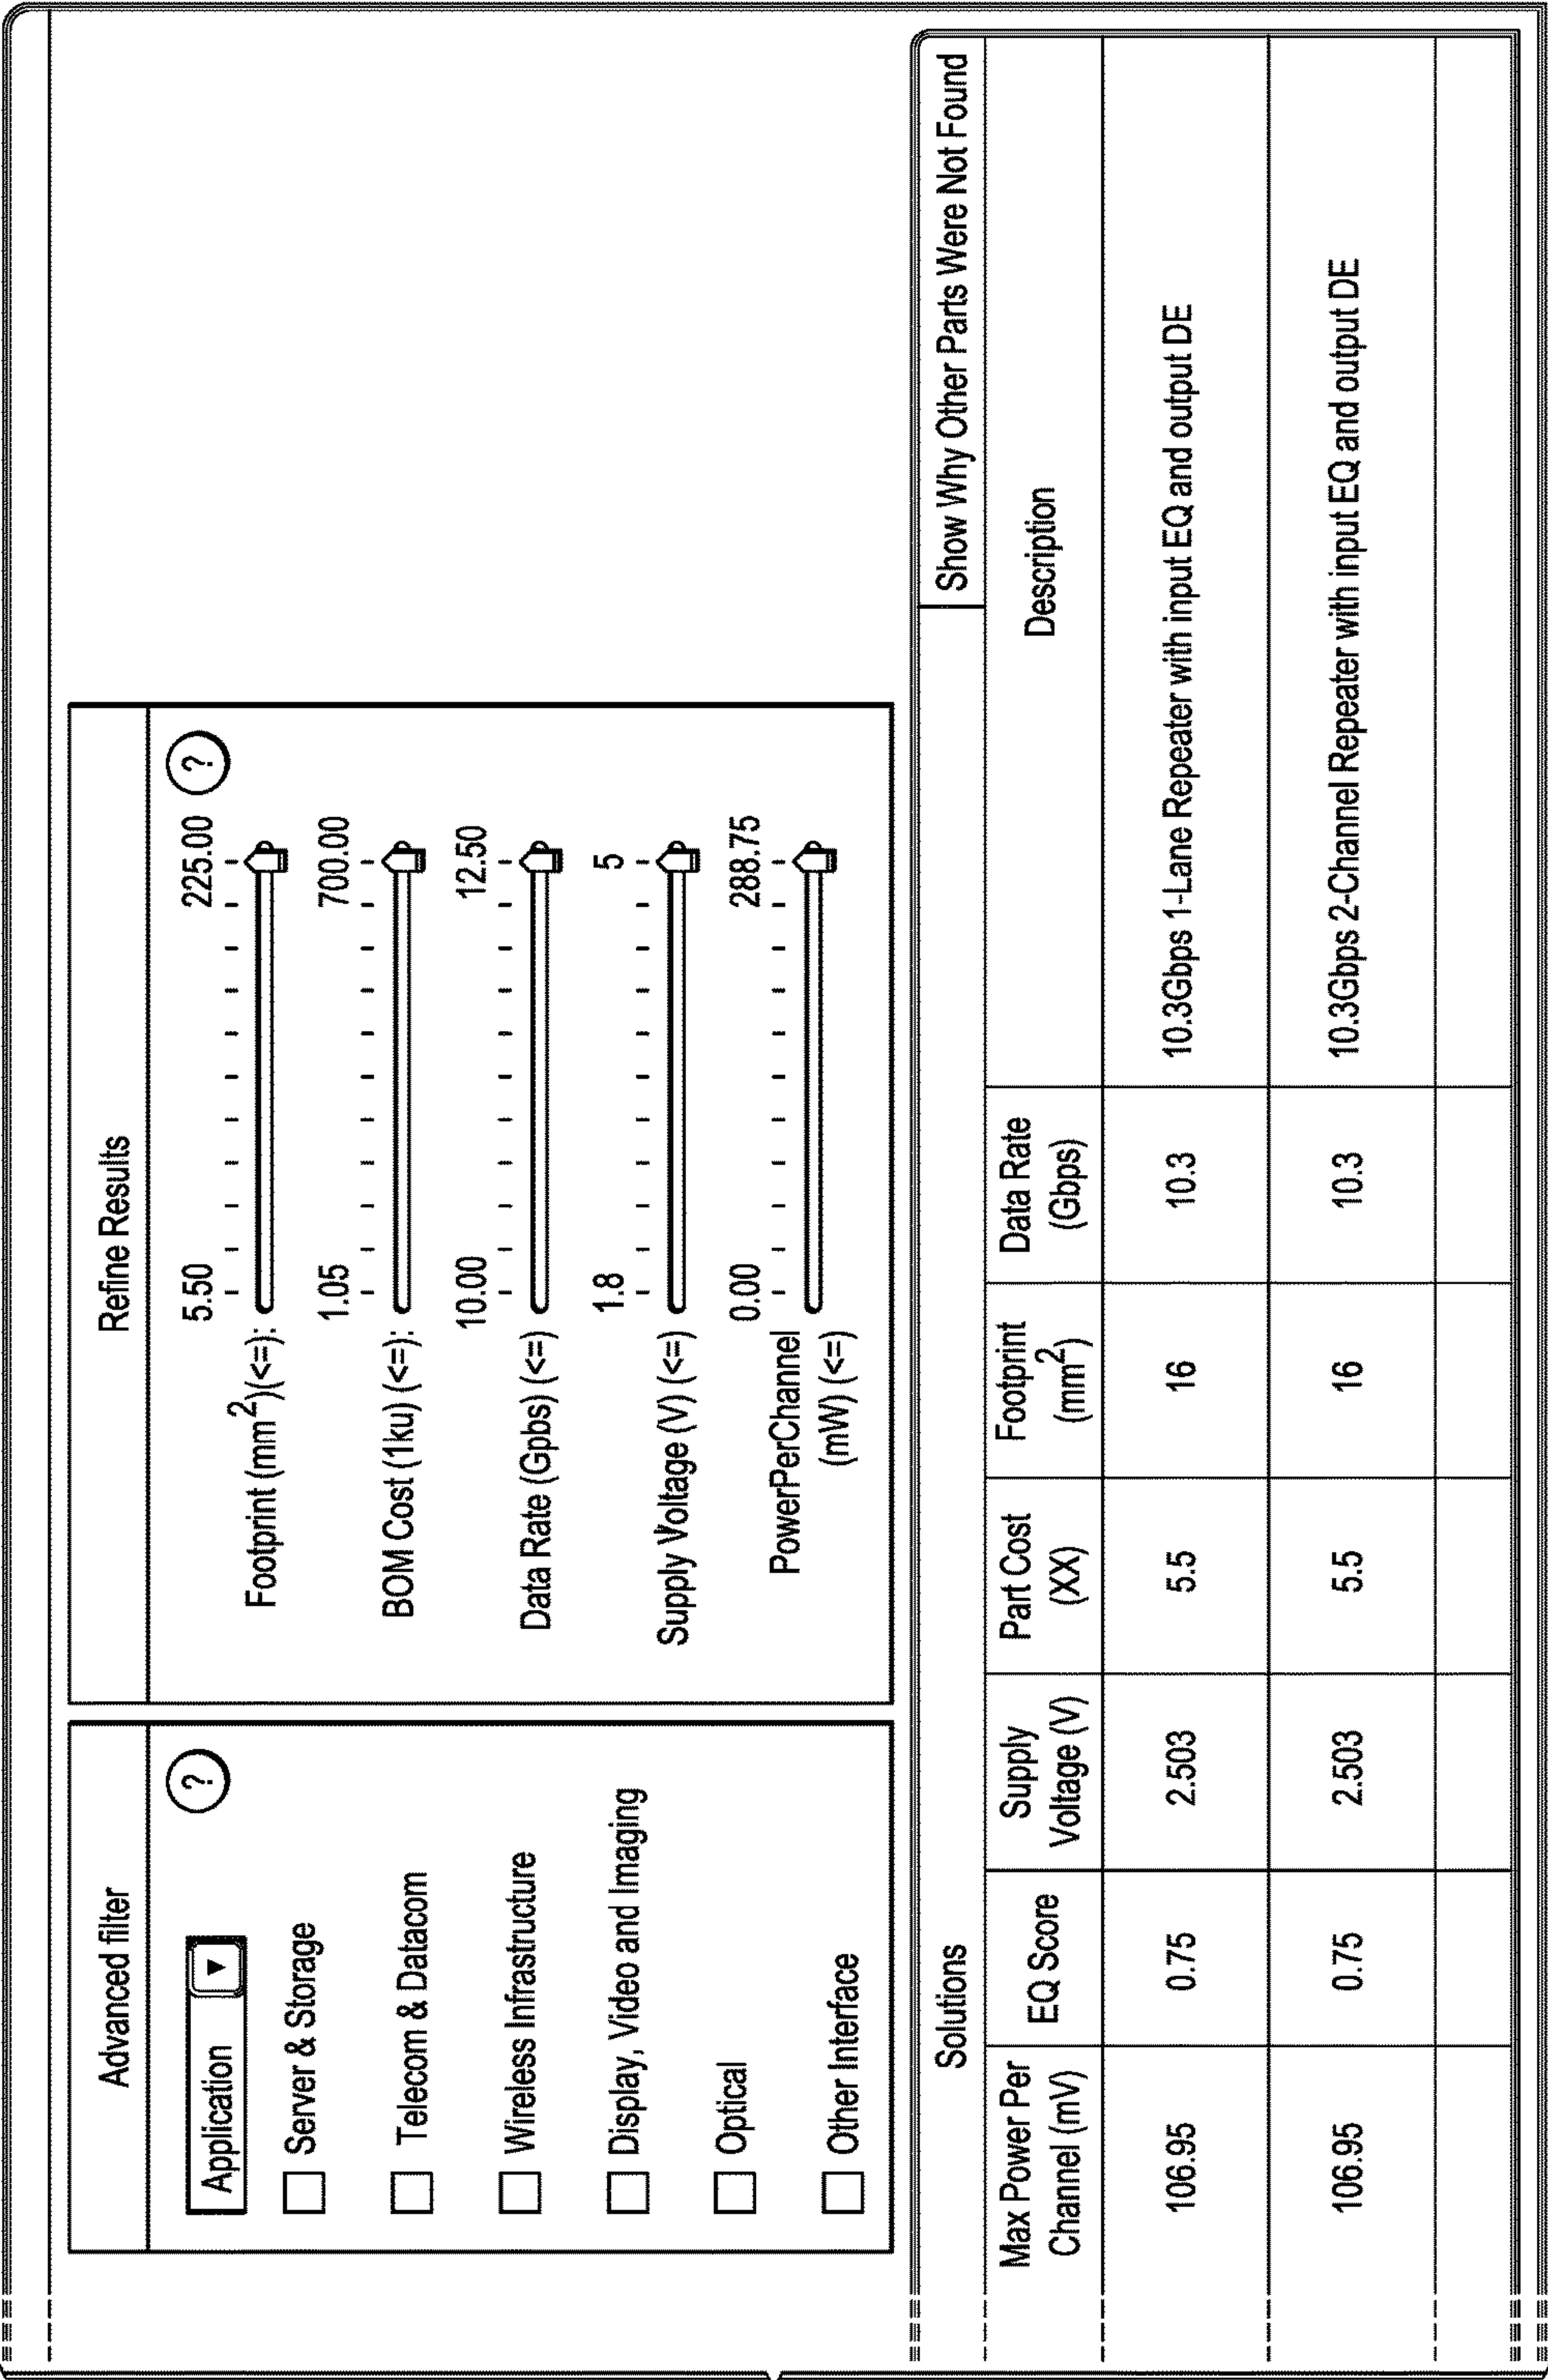 Advanced filter
Application ▼
?
Server & Storage
Telecom & Datacom
Wireless Infrastructure
Display, Video and Imaging
Optical
Other Interface
Refine Results
?
5.50 225.00
Footprint (mm2)(<=):
1.05 700.00
BOM Cost (1ku) (<=):
10.00 12.50
Data Rate (Gpbs) (<=)
1.8 5
Supply Voltage (V) (<=)
0.00 288.75
PowerPerChannel
(mW) (<=)
Solutions Show Why Other Parts Were Not Found
Max Power Per EQ Score Supply Part Cost Footprint Data Rate Description
Channel (mV) Voltage (V) (XX) (mm2) (Gbps)
106.95 0.75 2.503 5.5 16 10.3 10.3Gbps 1-Lane Repeater with input EQ and output DE
106.95 0.75 2.503 5.5 16 10.3 10.3Gbps 2-Channel Repeater with input EQ and output DE